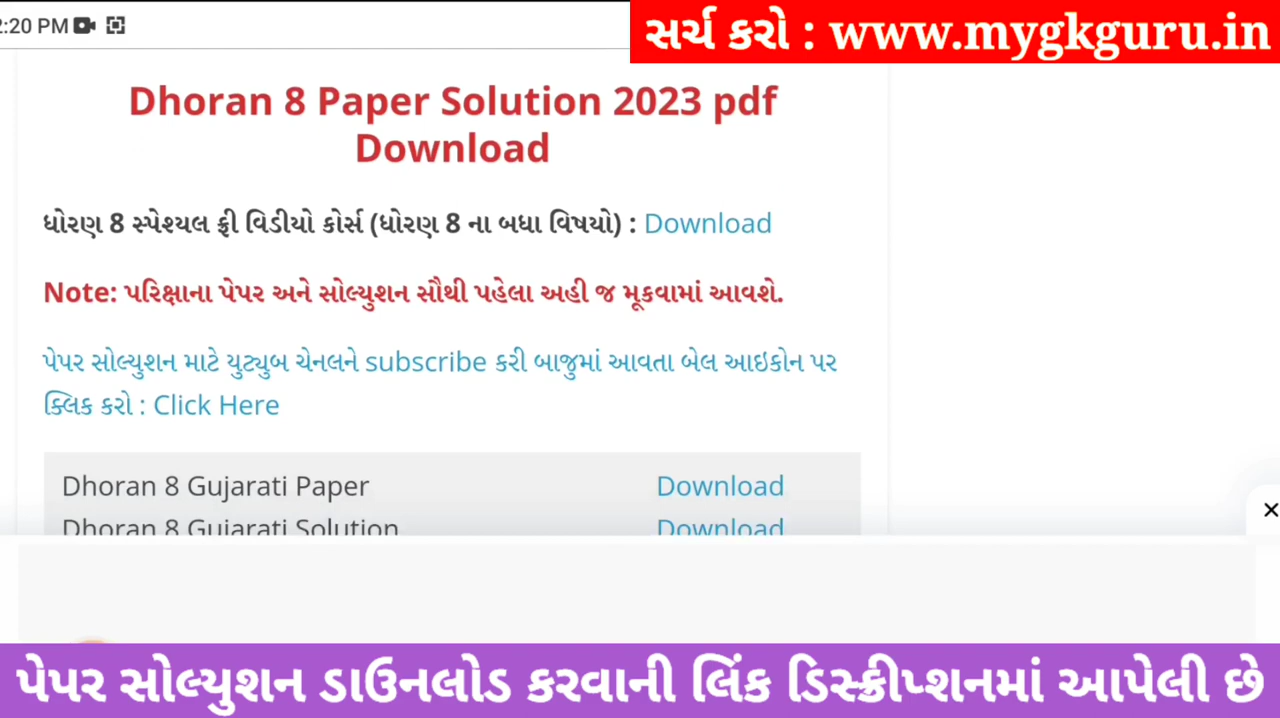 2:20 PM
સર્ચ કરો : www.mygkguru.in
Dhoran 8 Paper Solution 2023 pdf
Download
ધોરણ 8 સ્પેશ્યલ ફ્રી વિડીયો કોર્સ (ધોરણ 8 ના બધા વિષયો) : Download
Note: પરિક્ષાના પેપર અને સોલ્યુશન સૌથી પહેલા અહી જ મૂકવામાં આવશે.
પેપર સોલ્યુશન માટે યુટ્યુબ ચેનલને subscribe કરી બાજુમાં આવતા બેલ આઇકોન પર
ક્લિક કરો : Click Here
Dhoran 8 Gujarati Paper Download
Dhoran 8 Gujarati Solution Download
પેપર સોલ્યુશન ડાઉનલોડ કરવાની લિંક ડિસ્ક્રીપ્શનમાં આપેલી છે